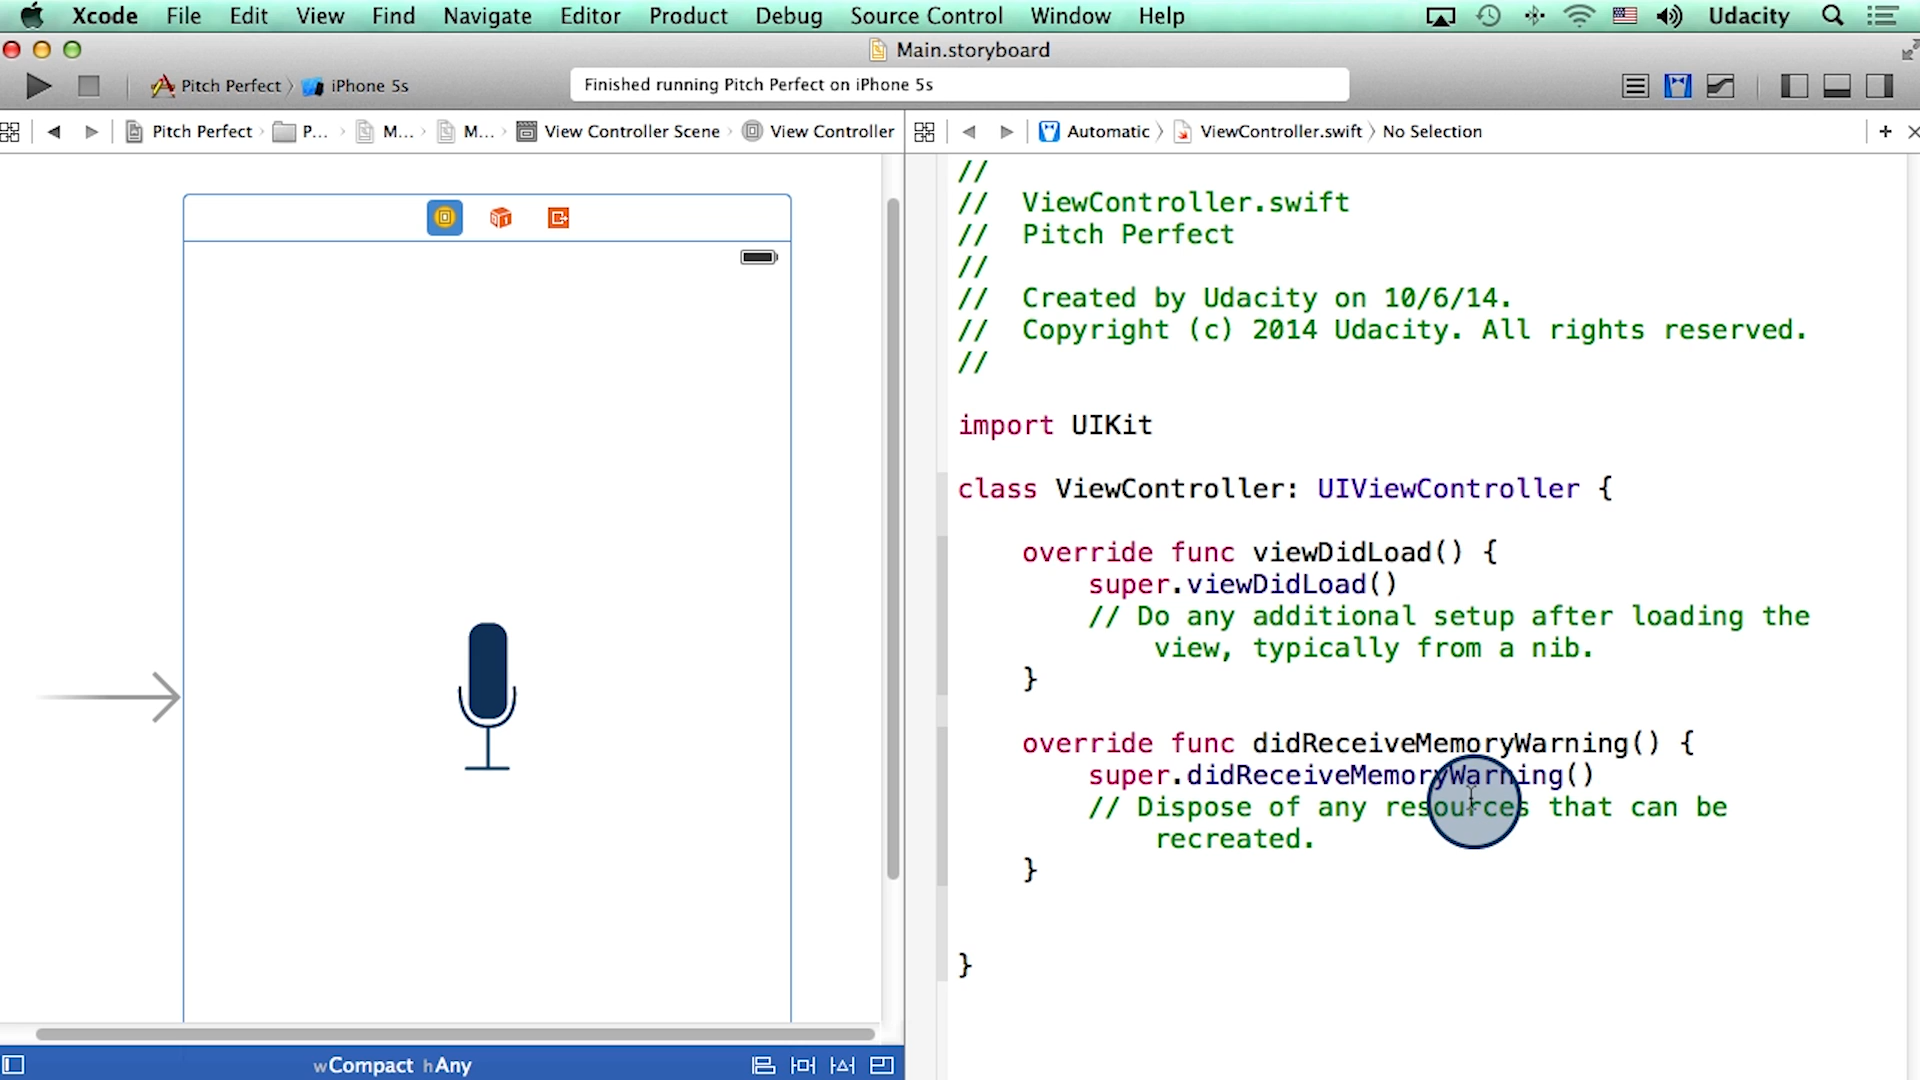 Xcode File Edit View Find Navigate Editor Product Debug Source Control Window Help Udacity
Main.storyboard
Pitch Perfect iPhone 5s Finished running Pitch Perfect on iPhone 5s
Pitch Perfect P... M... M... View Controller Scene View Controller Automatic ViewController.swift No Selection
//
// ViewController.swift
// Pitch Perfect
//
// Created by Udacity on 10/6/14.
// Copyright (c) 2014 Udacity. All rights reserved.
//
import UIKit
class ViewController: UIViewController {
override func viewDidLoad() {
super.viewDidLoad()
// Do any additional setup after loading the
view, typically from a nib.
}
override func didReceiveMemoryWarning() {
super.didReceiveMemoryWarning()
// Dispose of any resources that can be
recreated.
}
}
wCompact hAny